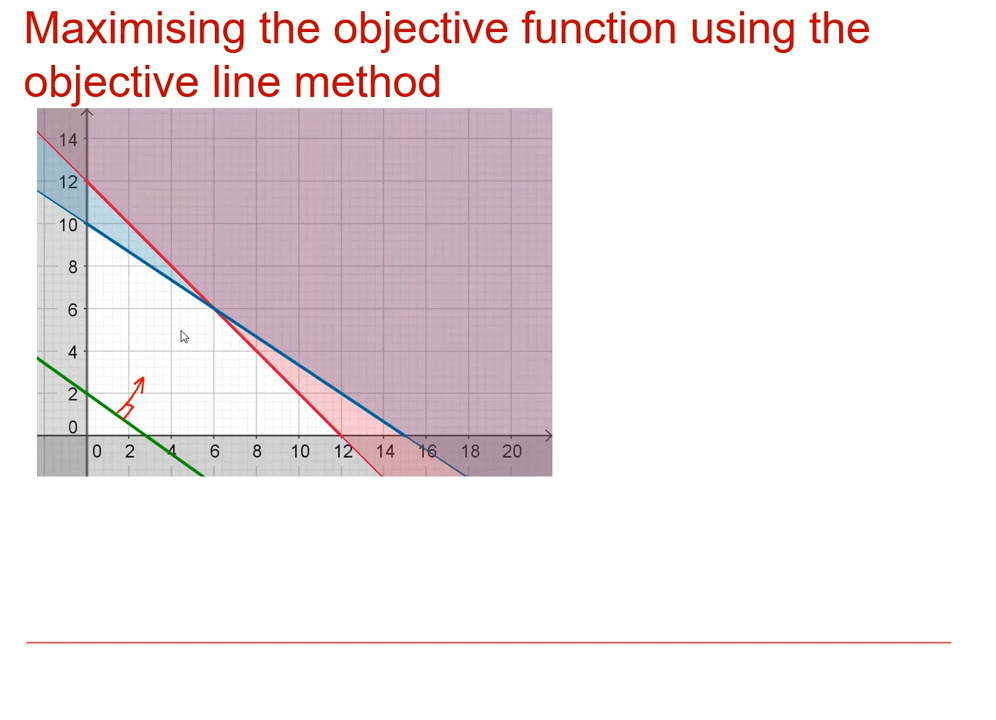 Maximising the objective function using the
objective line method
14
12
10
8
6
4
2
0
0 2 4 6 8 10 12 14 16 18 20